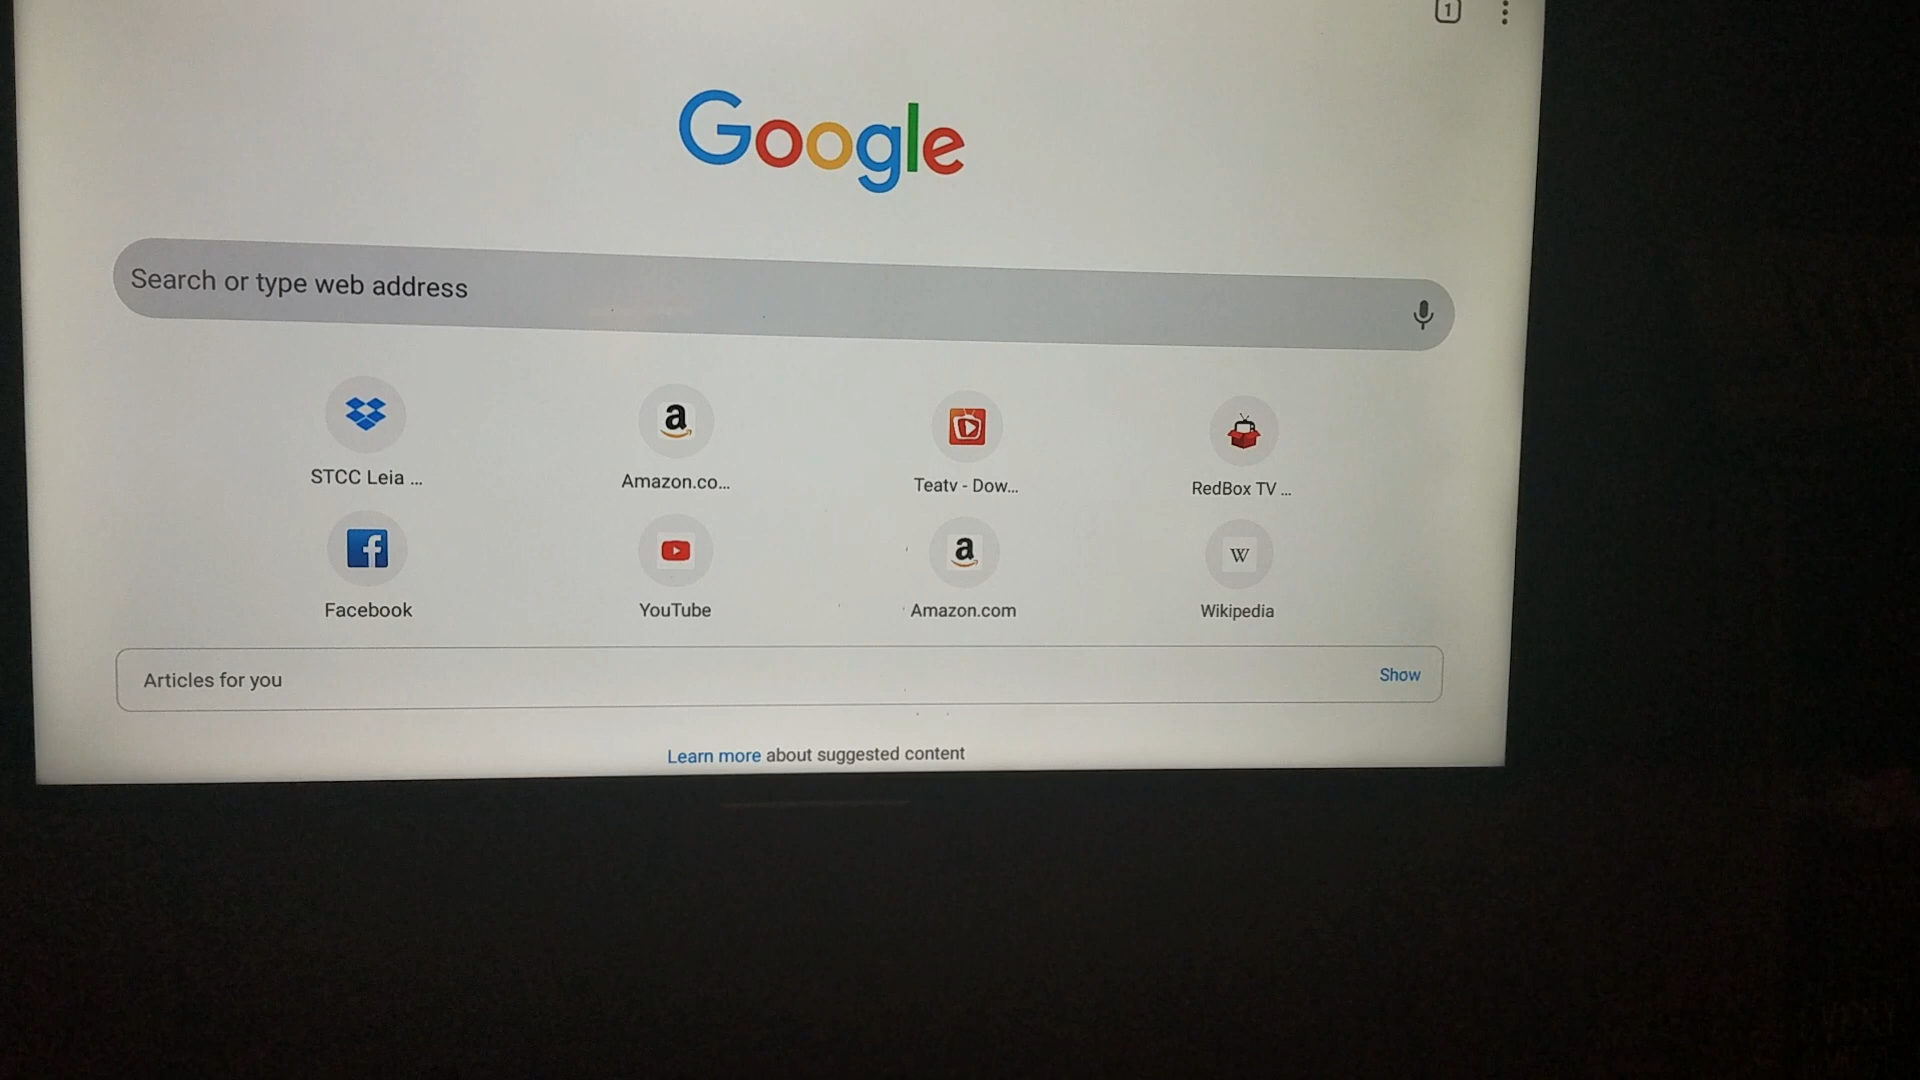 1
Google
Search or type web address
STCC Leia ...
a
Amazon.co...
Teatv - Dow...
RedBox TV ...
f
Facebook
YouTube
a
Amazon.com
W
Wikipedia
Articles for you
Show
Learn more about suggested content